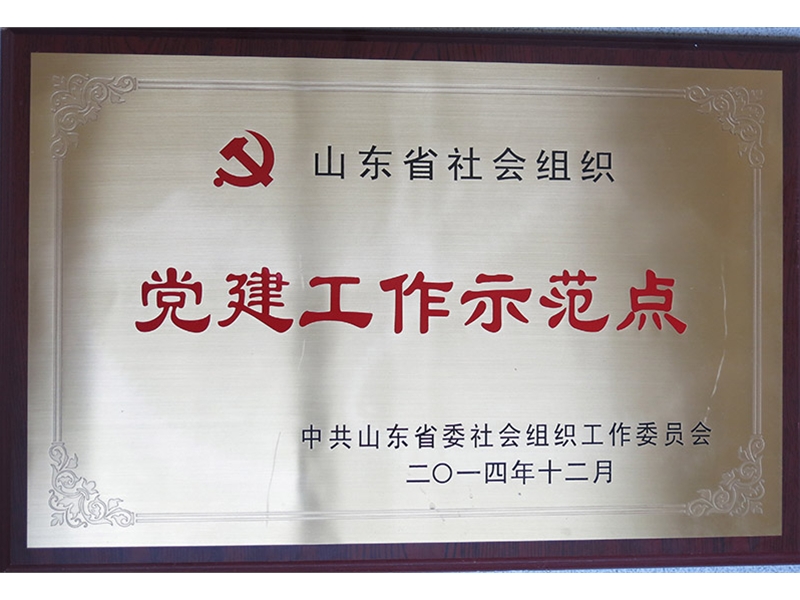 山东省社会组织
党建工作示范点
中共山东省委社会组织工作委员会
二〇一四年十二月